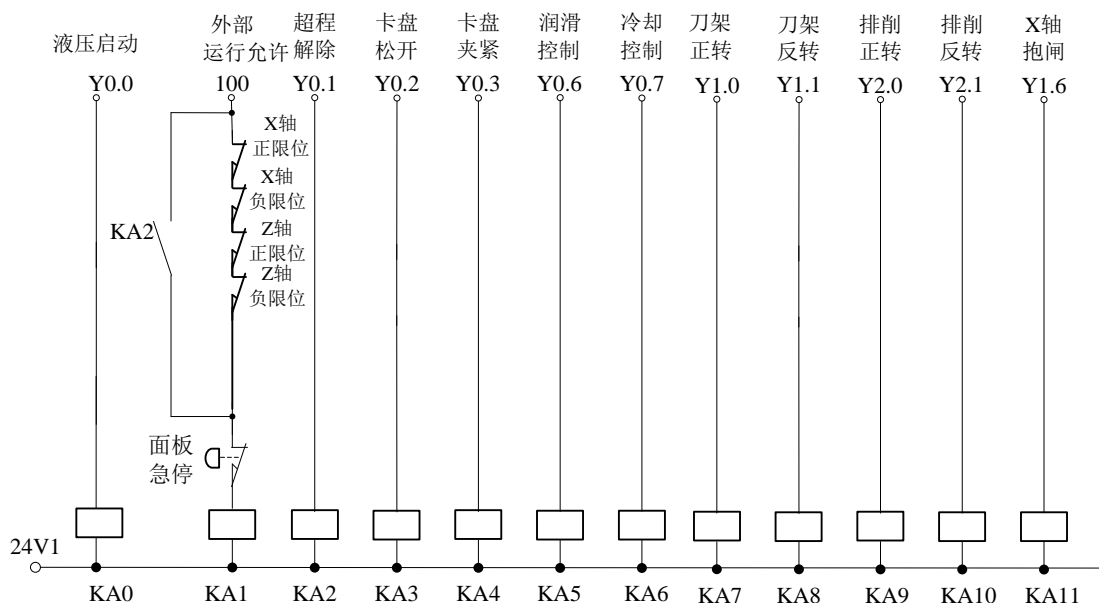 液压启动
Y0.0
外部
运行允许
100
超程
解除
Y0.1
卡盘
松开
Y0.2
卡盘
夹紧
Y0.3
润滑
控制
Y0.6
冷却
控制
Y0.7
刀架
正转
Y1.0
刀架
反转
Y1.1
排削
正转
Y2.0
排削
反转
Y2.1
X轴
抱闸
Y1.6
X轴
正限位
X轴
负限位
Z轴
正限位
Z轴
负限位
KA2
面板
急停
24V1
KA0
KA1
KA2
KA3
KA4
KA5
KA6
KA7
KA8
KA9
KA10
KA11